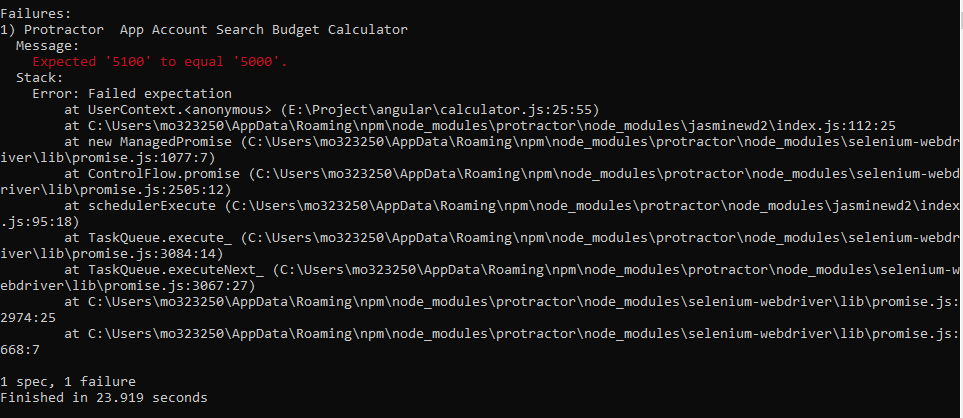 Failures:
1) Protractor  App Account Search Budget Calculator
  Message:
    Expected '5100' to equal '5000'.
  Stack:
    Error: Failed expectation
        at UserContext.<anonymous> (E:\Project\angular\calculator.js:25:55)
        at C:\Users\mo323250\AppData\Roaming\npm\node_modules\protractor\node_modules\jasminewd2\index.js:112:25
        at new ManagedPromise (C:\Users\mo323250\AppData\Roaming\npm\node_modules\protractor\node_modules\selenium-webdr
iver\lib\promise.js:1077:7)
        at ControlFlow.promise (C:\Users\mo323250\AppData\Roaming\npm\node_modules\protractor\node_modules\selenium-webd
river\lib\promise.js:2505:12)
        at schedulerExecute (C:\Users\mo323250\AppData\Roaming\npm\node_modules\protractor\node_modules\jasminewd2\index
.js:95:18)
        at TaskQueue.execute_ (C:\Users\mo323250\AppData\Roaming\npm\node_modules\protractor\node_modules\selenium-webdr
iver\lib\promise.js:3084:14)
        at TaskQueue.executeNext_ (C:\Users\mo323250\AppData\Roaming\npm\node_modules\protractor\node_modules\selenium-w
ebdriver\lib\promise.js:3067:27)
        at C:\Users\mo323250\AppData\Roaming\npm\node_modules\protractor\node_modules\selenium-webdriver\lib\promise.js:
2974:25
        at C:\Users\mo323250\AppData\Roaming\npm\node_modules\protractor\node_modules\selenium-webdriver\lib\promise.js:
668:7
1 spec, 1 failure
Finished in 23.919 seconds